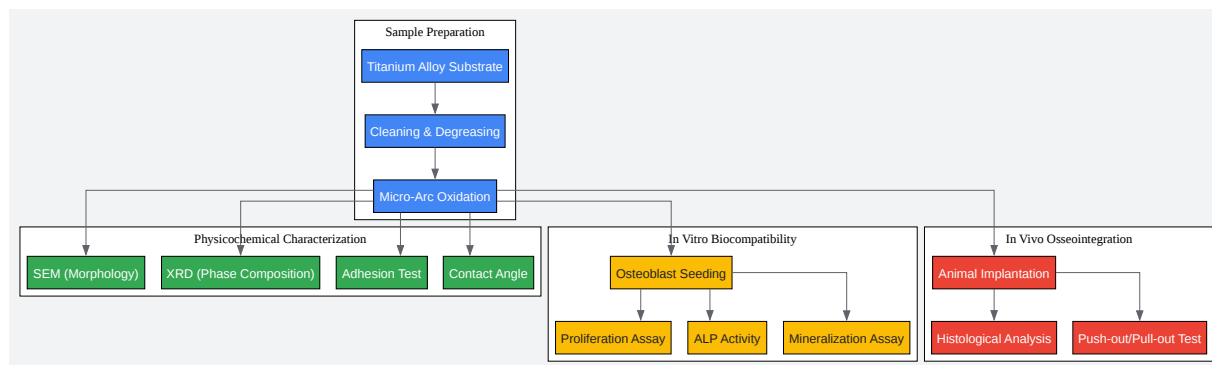 Sample Preparation
Titanium Alloy Substrate
Cleaning & Degreasing
Micro-Arc Oxidation
Physicochemical Characterization
SEM (Morphology)
XRD (Phase Composition)
Adhesion Test
Contact Angle
In Vitro Biocompatibility
Osteoblast Seeding
Proliferation Assay
ALP Activity
Mineralization Assay
In Vivo Osseointegration
Animal Implantation
Histological Analysis
Push-out/Pull-out Test